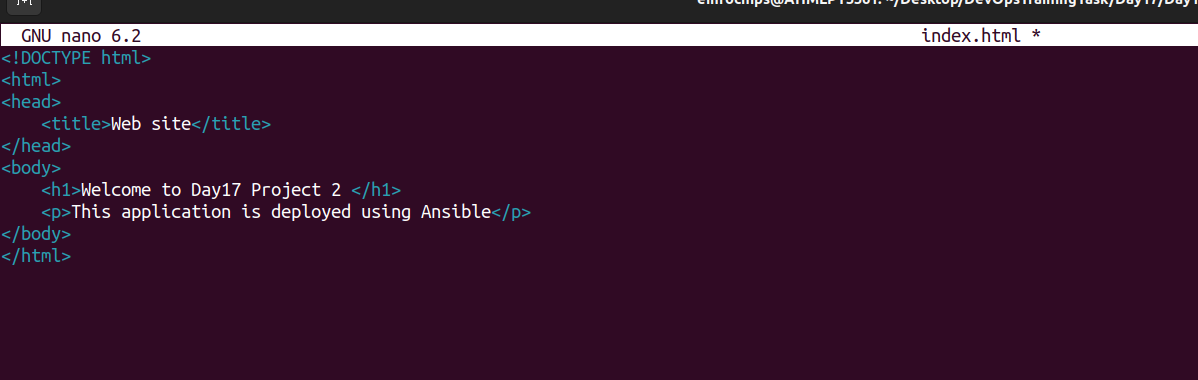 GNU nano 6.2 index.html *
<!DOCTYPE html>
<html>
<head>
    <title>Web site</title>
</head>
<body>
    <h1>Welcome to Day17 Project 2 </h1>
    <p>This application is deployed using Ansible</p>
</body>
</html>